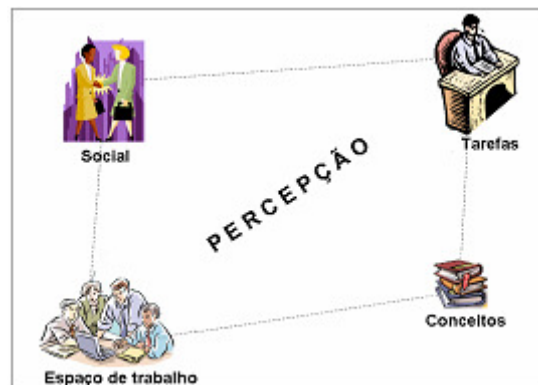 Social
Tarefas
PERCEPÇÃO
Conceitos
Espaço de trabalho